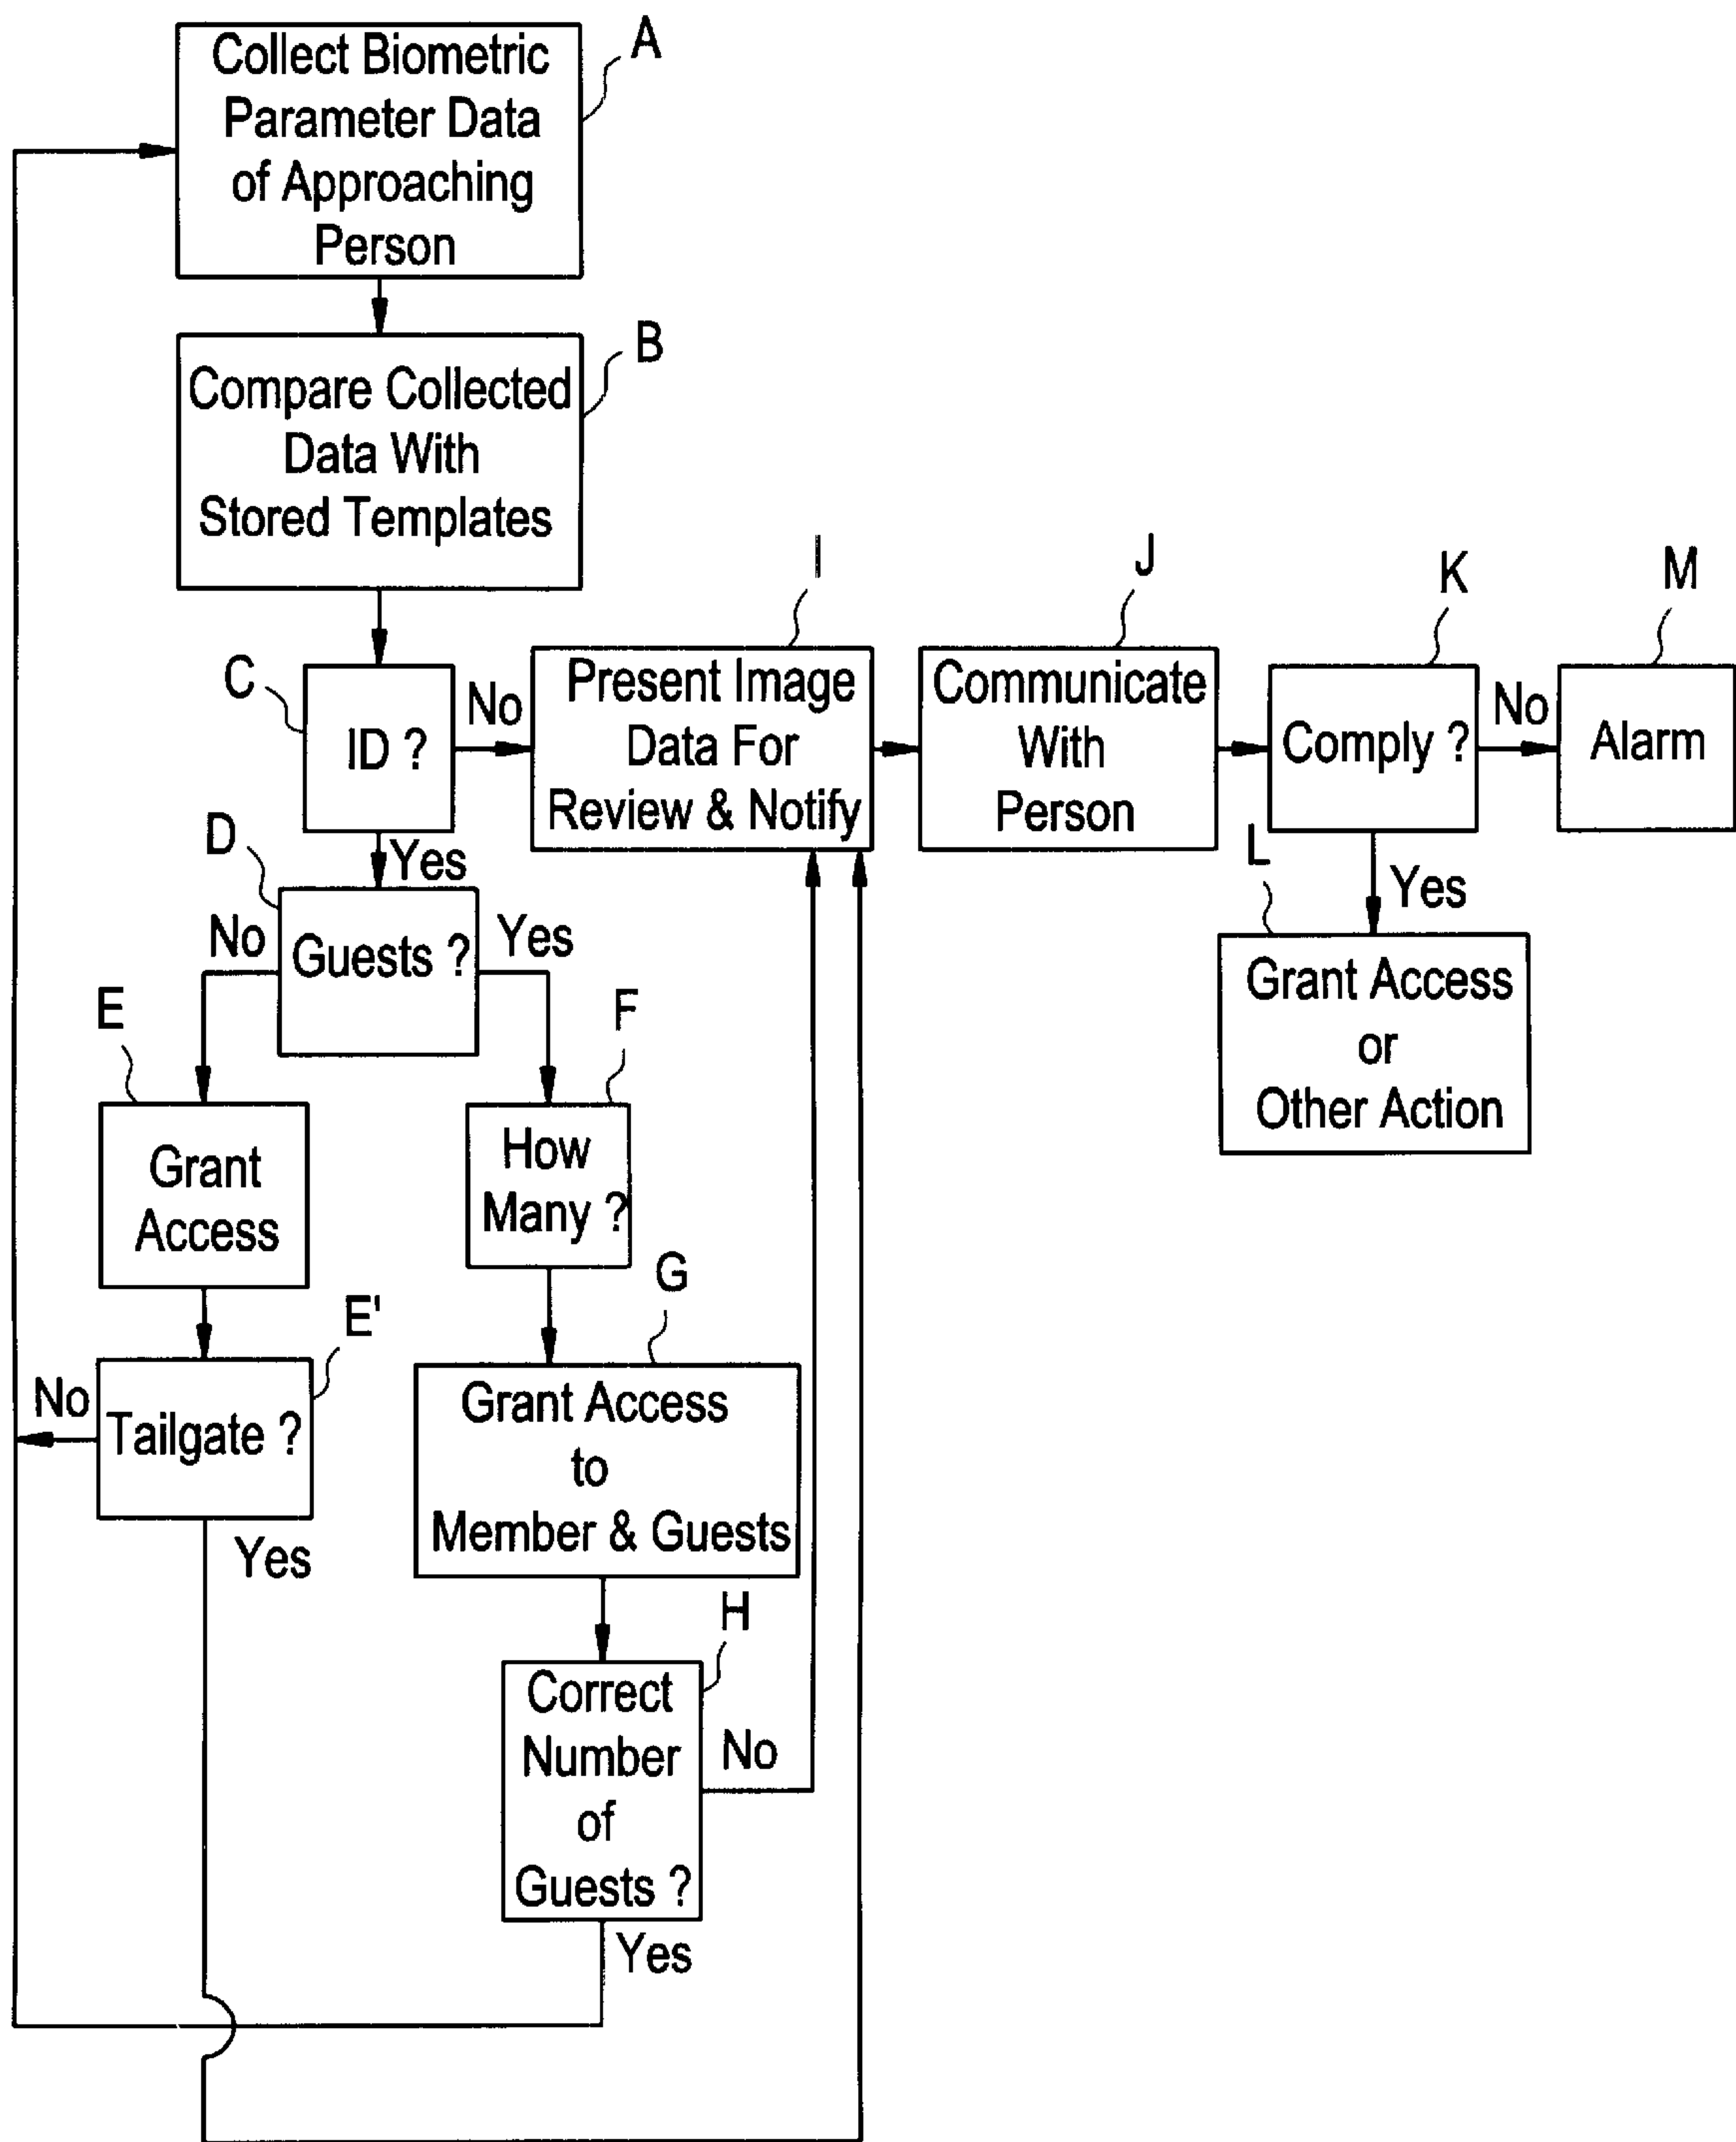 A
Collect Biometric
Parameter Data
of Approaching
Person
B
Compare Collected
Data With
Stored Templates
C
ID ?
No
Yes
I
Present Image
Data For
Review & Notify
J
Communicate
With
Person
K
Comply ?
No
Yes
M
Alarm
L
Grant Access
or
Other Action
D
Guests ?
No
Yes
E
Grant
Access
E'
Tailgate ?
No
Yes
F
How
Many ?
G
Grant Access
to
Member & Guests
H
Correct
Number
of
Guests ?
No
Yes